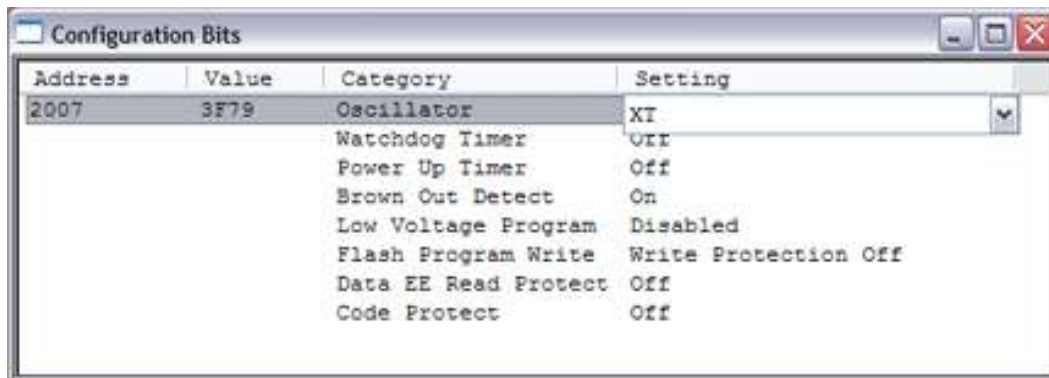 Configuration Bits
Address Value Category Setting
2007 3F79 Oscillator XT
Watchdog Timer Off
Power Up Timer Off
Brown Out Detect On
Low Voltage Program Disabled
Flash Program Write Write Protection Off
Data EE Read Protect Off
Code Protect Off